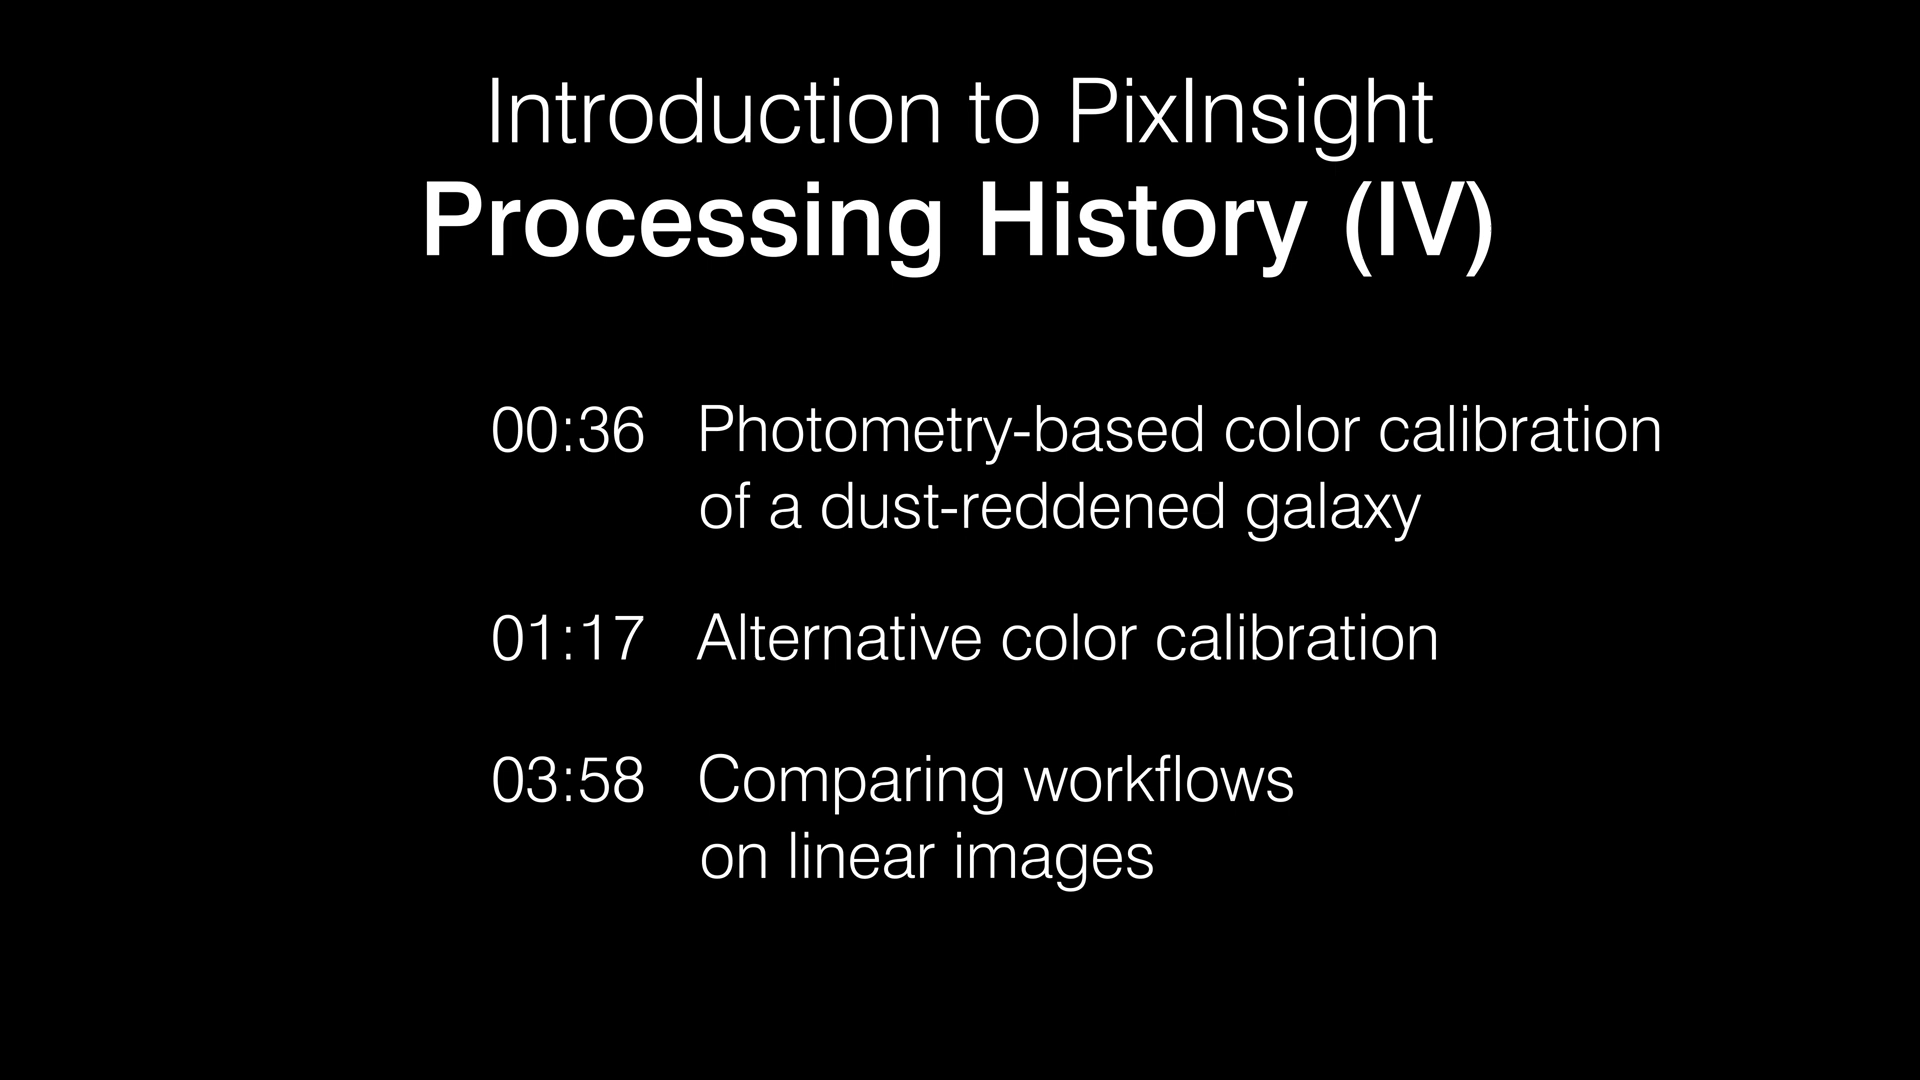 Introduction to PixInsight
Processing History (IV)
00:36 Photometry-based color calibration
of a dust-reddened galaxy
01:17 Alternative color calibration
03:58 Comparing workflows
on linear images